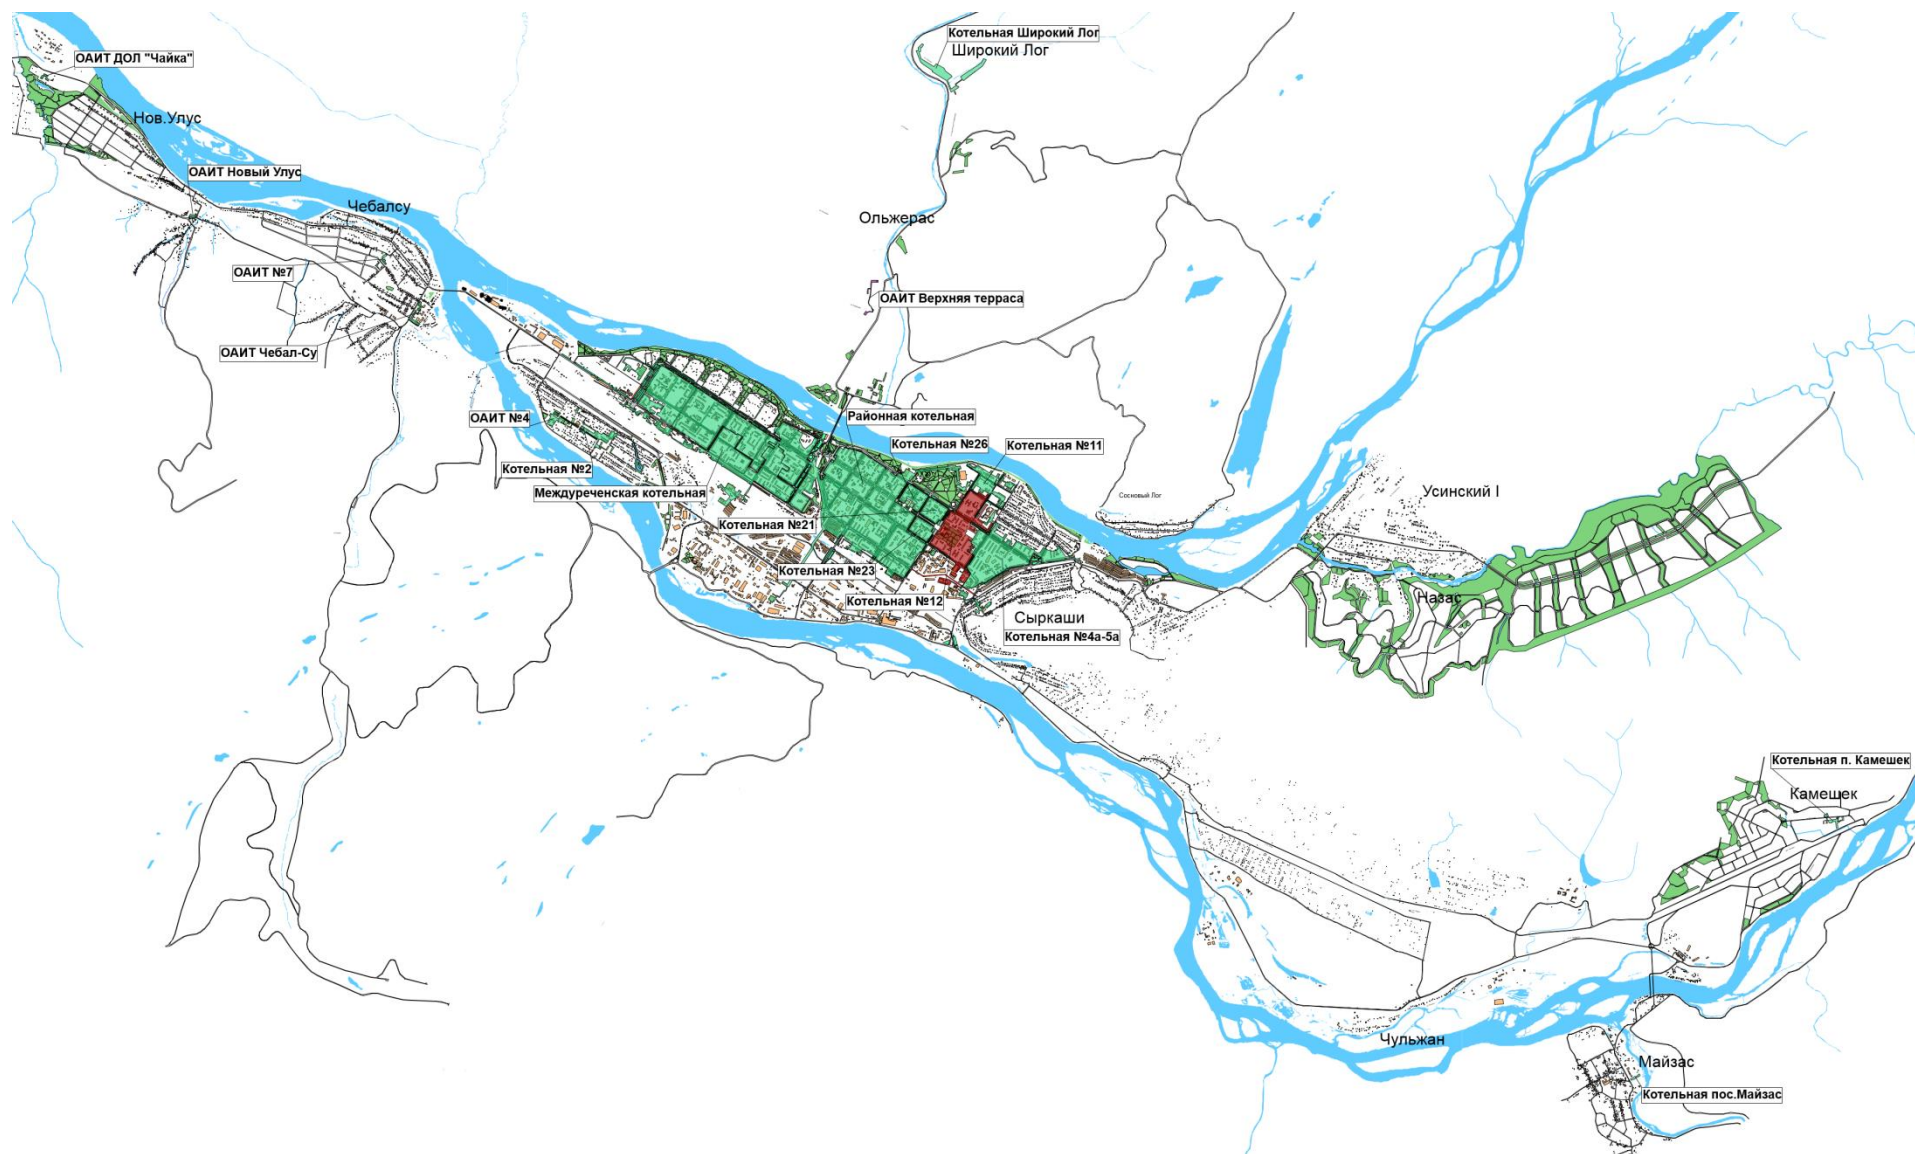 Котельная Широкий Лог
Широкий Лог
ОАИТ ДОЛ "Чайка"
Нов.Улус
ОАИТ Новый Улус
Чебалсу
Ольжерас
ОАИТ №7
ОАИТ Верхняя терраса
ОАИТ Чебал-Су
ОАИТ №4
Районная котельная
Котельная №26
Котельная №11
Котельная №2
Междуреченская котельная
Сосновый Лог
Усинский I
Котельная №21
Котельная №23
Котельная №12
Назас
Сыркаши
Котельная №4а-5а
Котельная п. Камешек
Камешек
Чульжан
Майзас
Котельная пос.Майзас